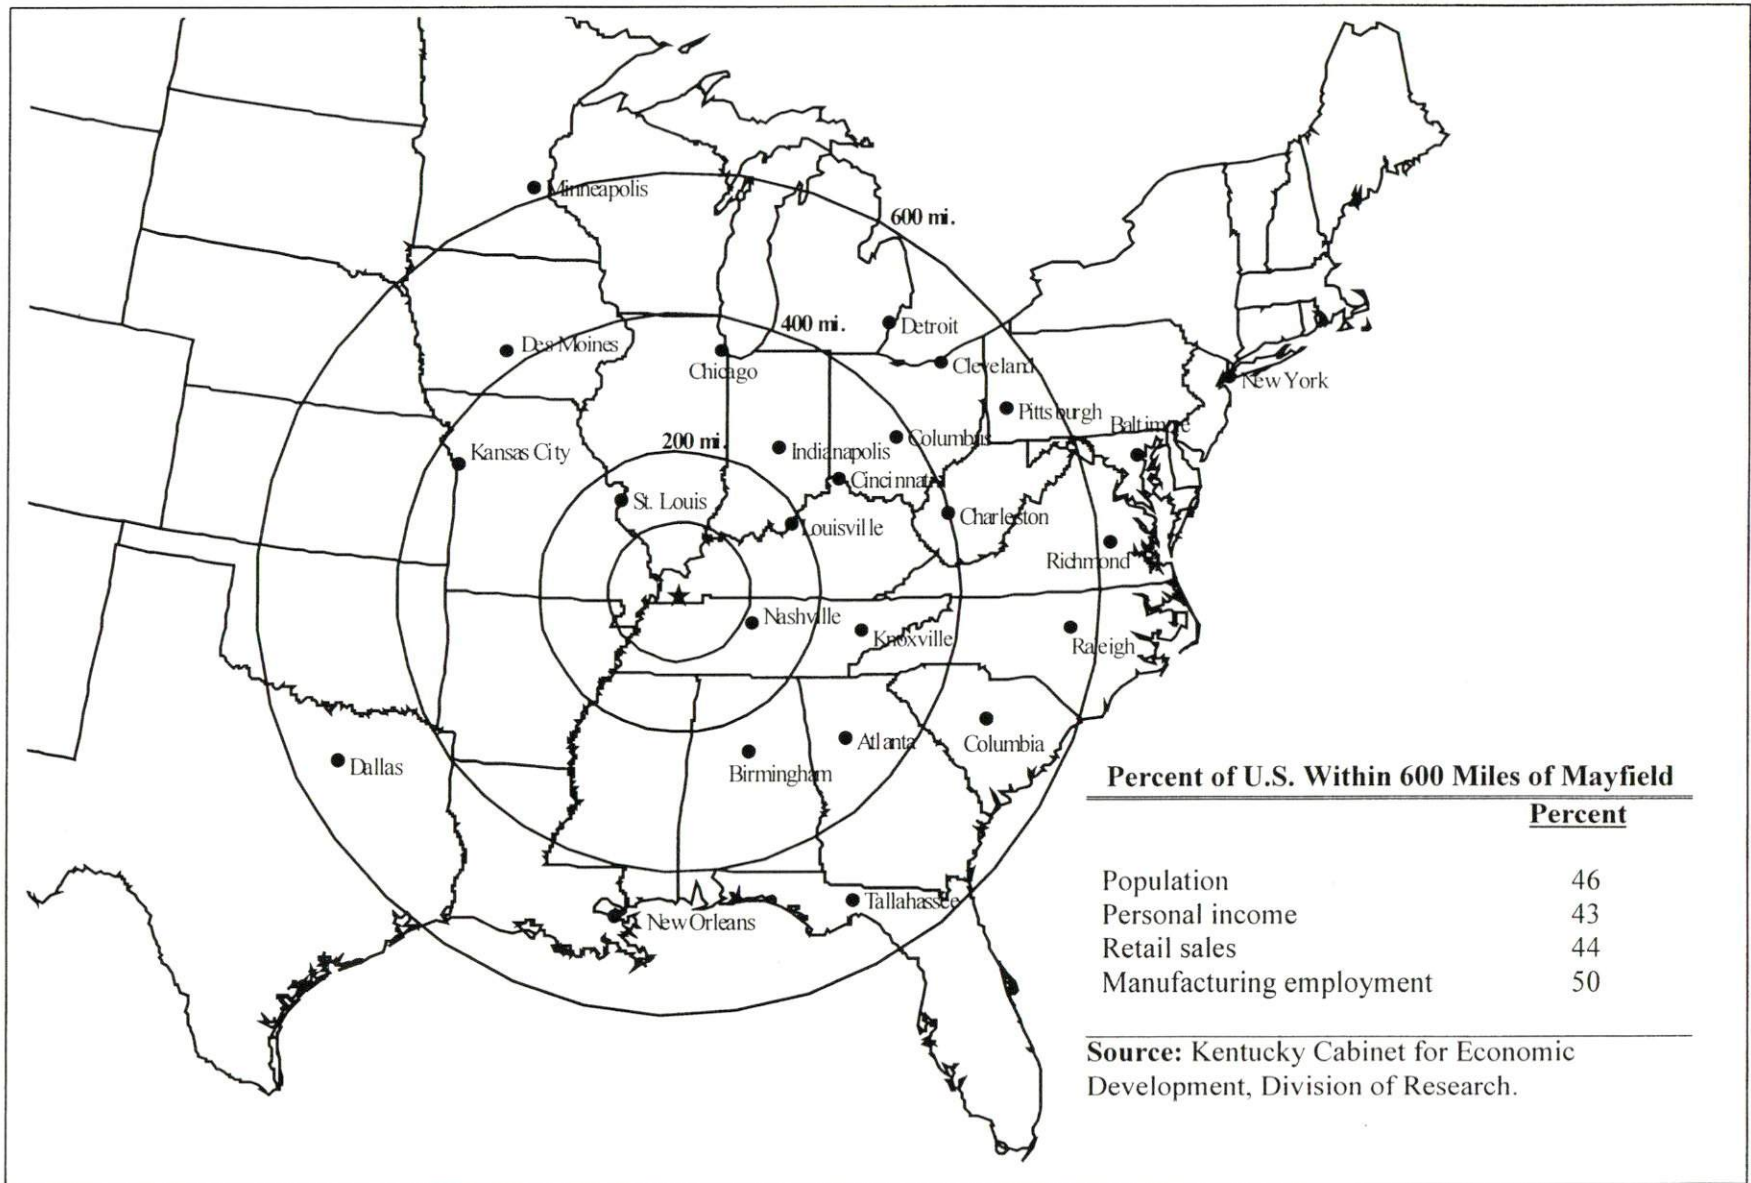 Minneapolis
600 mi.
400 mi.
Detroit
Des Moines
Chicago
Cleveland
New York
Pittsburgh
Baltimore
200 mi.
Columbus
Indianapolis
Kansas City
Cincinnati
St. Louis
Charleston
Louisville
Richmond
Nashville
Knoxville
Raleigh
Atlanta
Columbia
Dallas
Birmingham
Tallahassee
New Orleans
Percent of U.S. Within 600 Miles of Mayfield
Percent
Population 46
Personal income 43
Retail sales 44
Manufacturing employment 50
Source: Kentucky Cabinet for Economic
Development, Division of Research.